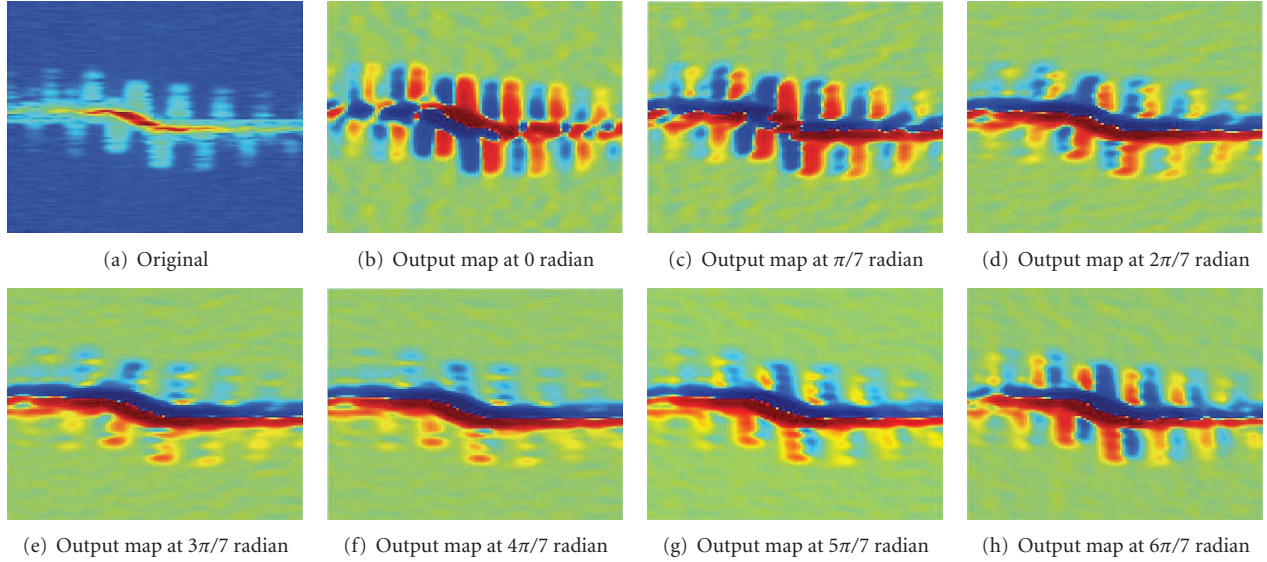 (a) Original
(b) Output map at 0 radian
(c) Output map at π/7 radian
(d) Output map at 2π/7 radian
(e) Output map at 3π/7 radian
(f) Output map at 4π/7 radian
(g) Output map at 5π/7 radian
(h) Output map at 6π/7 radian